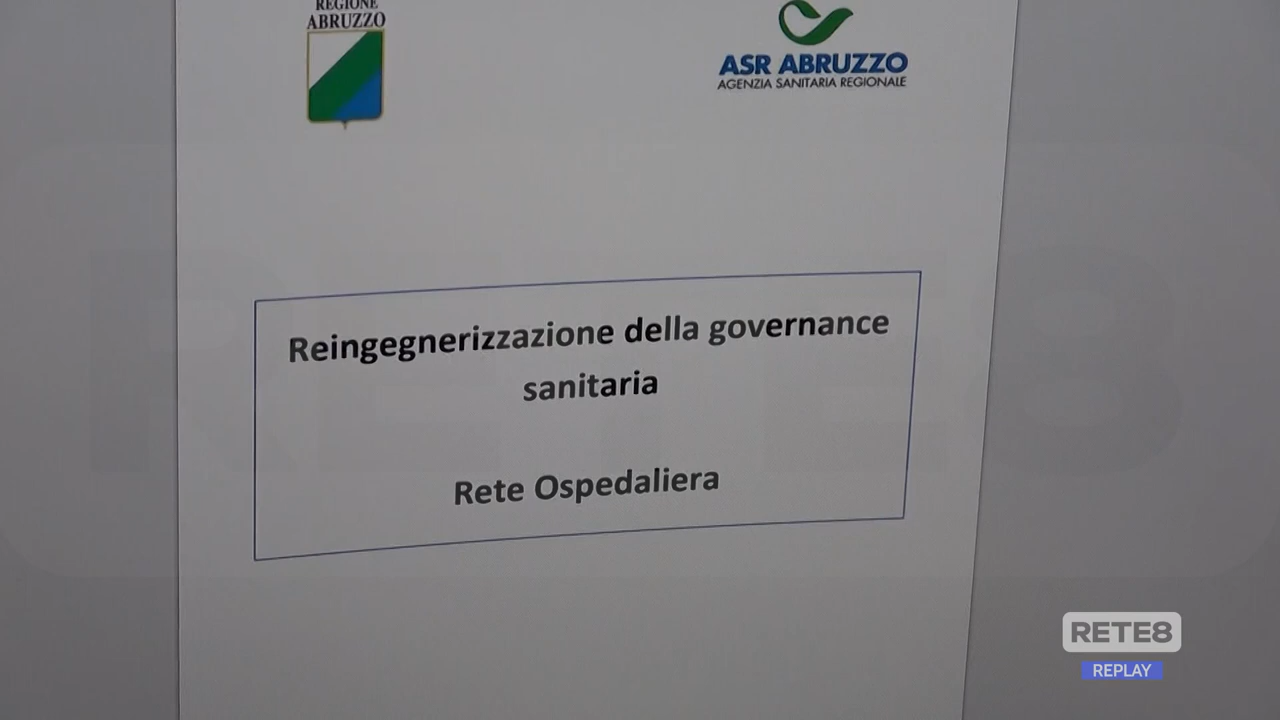 REGIONE
ABRUZZO
ASR ABRUZZO
AGENZIA SANITARIA REGIONALE
Reingegnerizzazione della governance
sanitaria
Rete Ospedaliera
RETE8
REPLAY